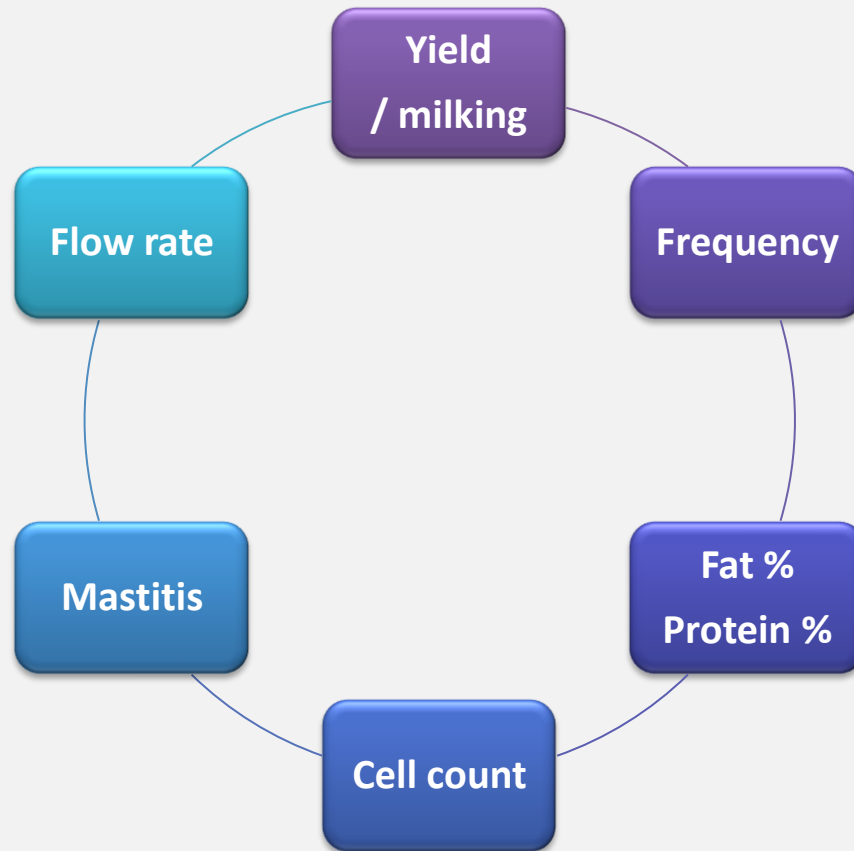 Yield
/ milking
Frequency
Fat %
Protein %
Cell count
Mastitis
Flow rate